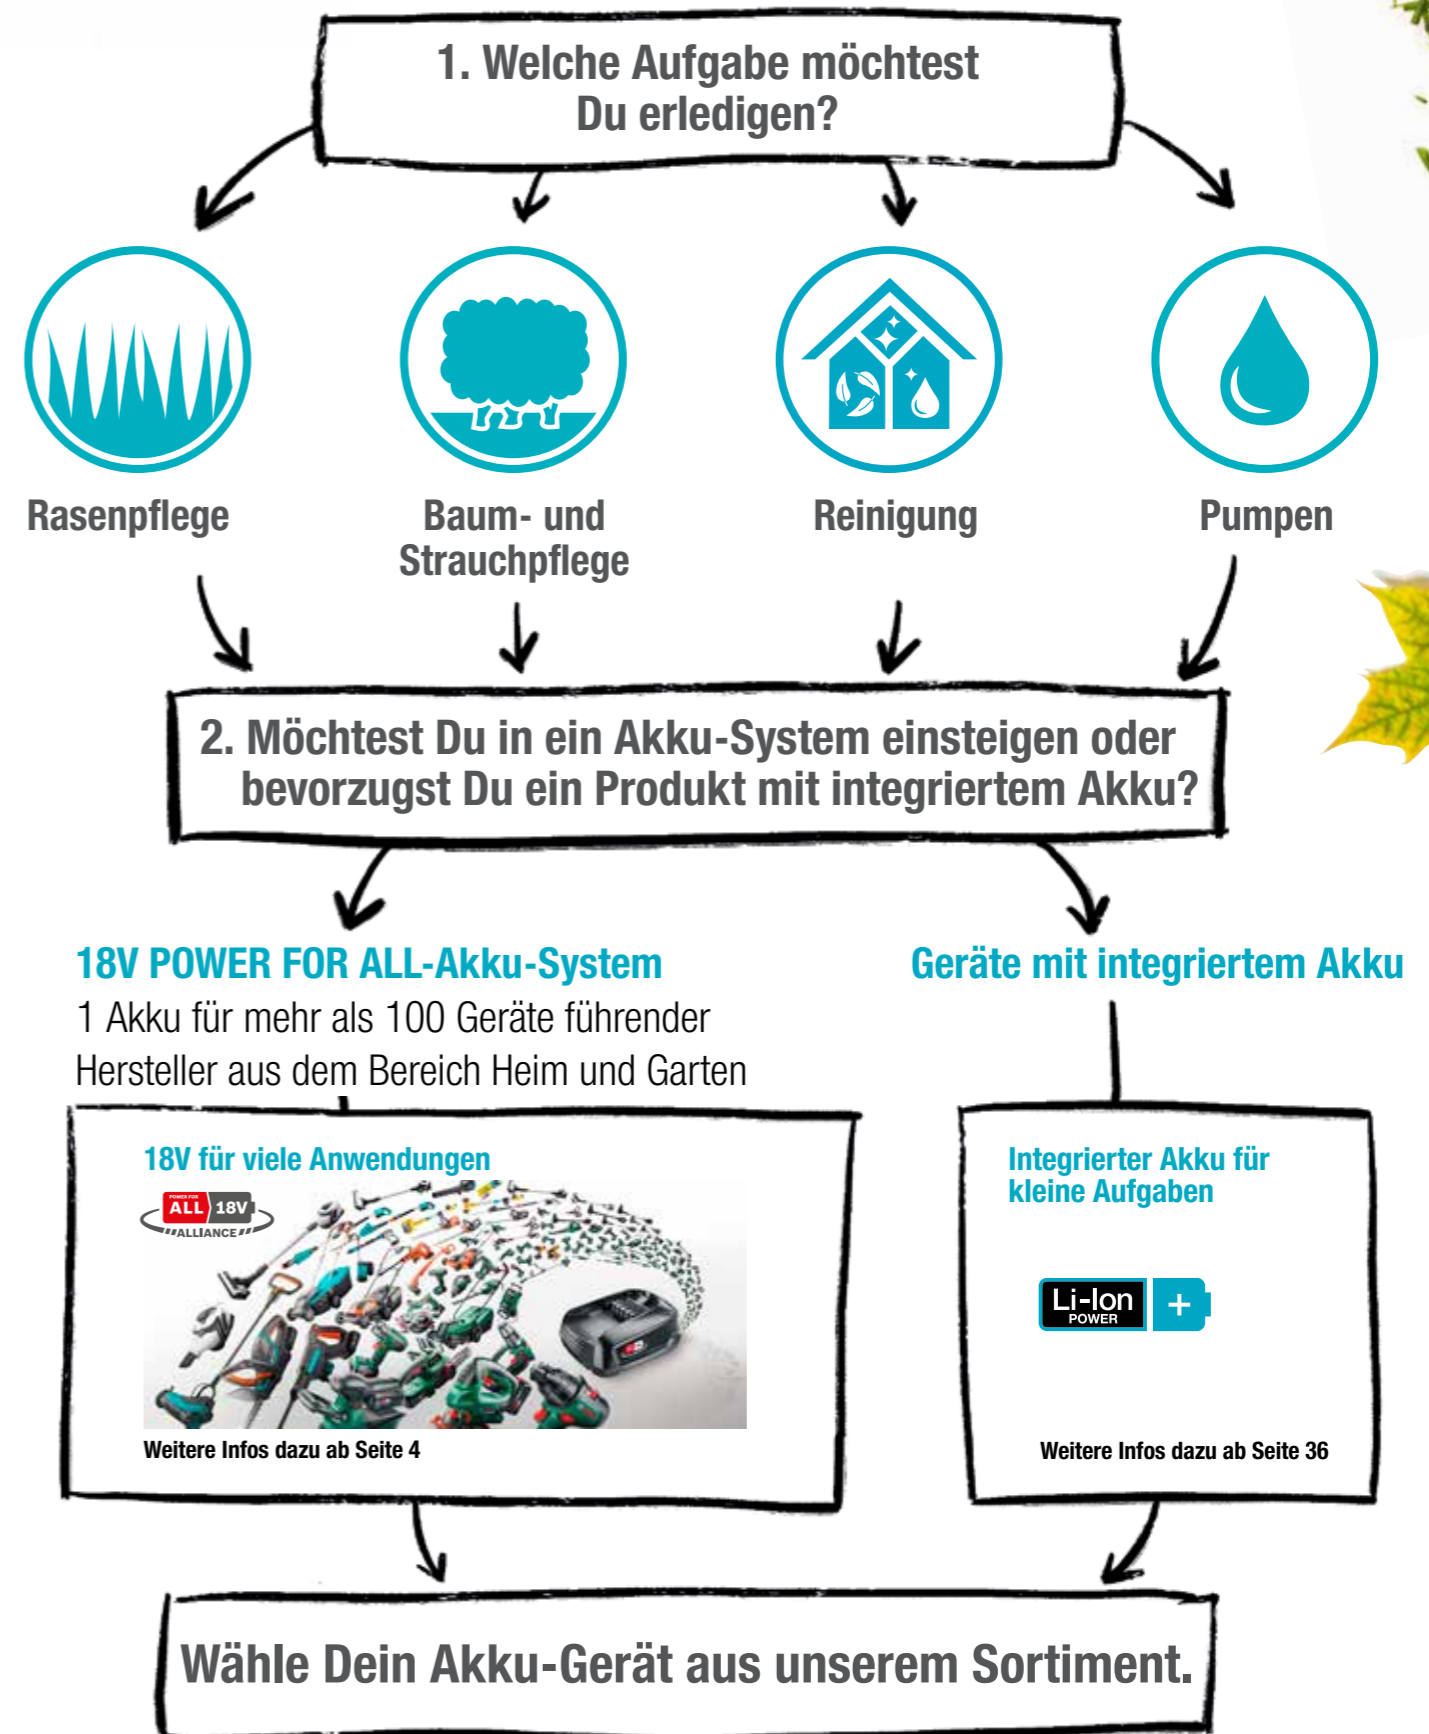 1. Welche Aufgabe möchtest
Du erledigen?
Rasenpflege
Baum- und
Strauchpflege
Reinigung
Pumpen
2. Möchtest Du in ein Akku-System einsteigen oder
bevorzugst Du ein Produkt mit integriertem Akku?
18V POWER FOR ALL-Akku-System
1 Akku für mehr als 100 Geräte führender
Hersteller aus dem Bereich Heim und Garten
Geräte mit integriertem Akku
18V für viele Anwendungen
POWER FOR
ALL 18V
ALLIANCE
Weitere Infos dazu ab Seite 4
Integrierter Akku für
kleine Aufgaben
Li-Ion
POWER
+
Weitere Infos dazu ab Seite 36
Wähle Dein Akku-Gerät aus unserem Sortiment.